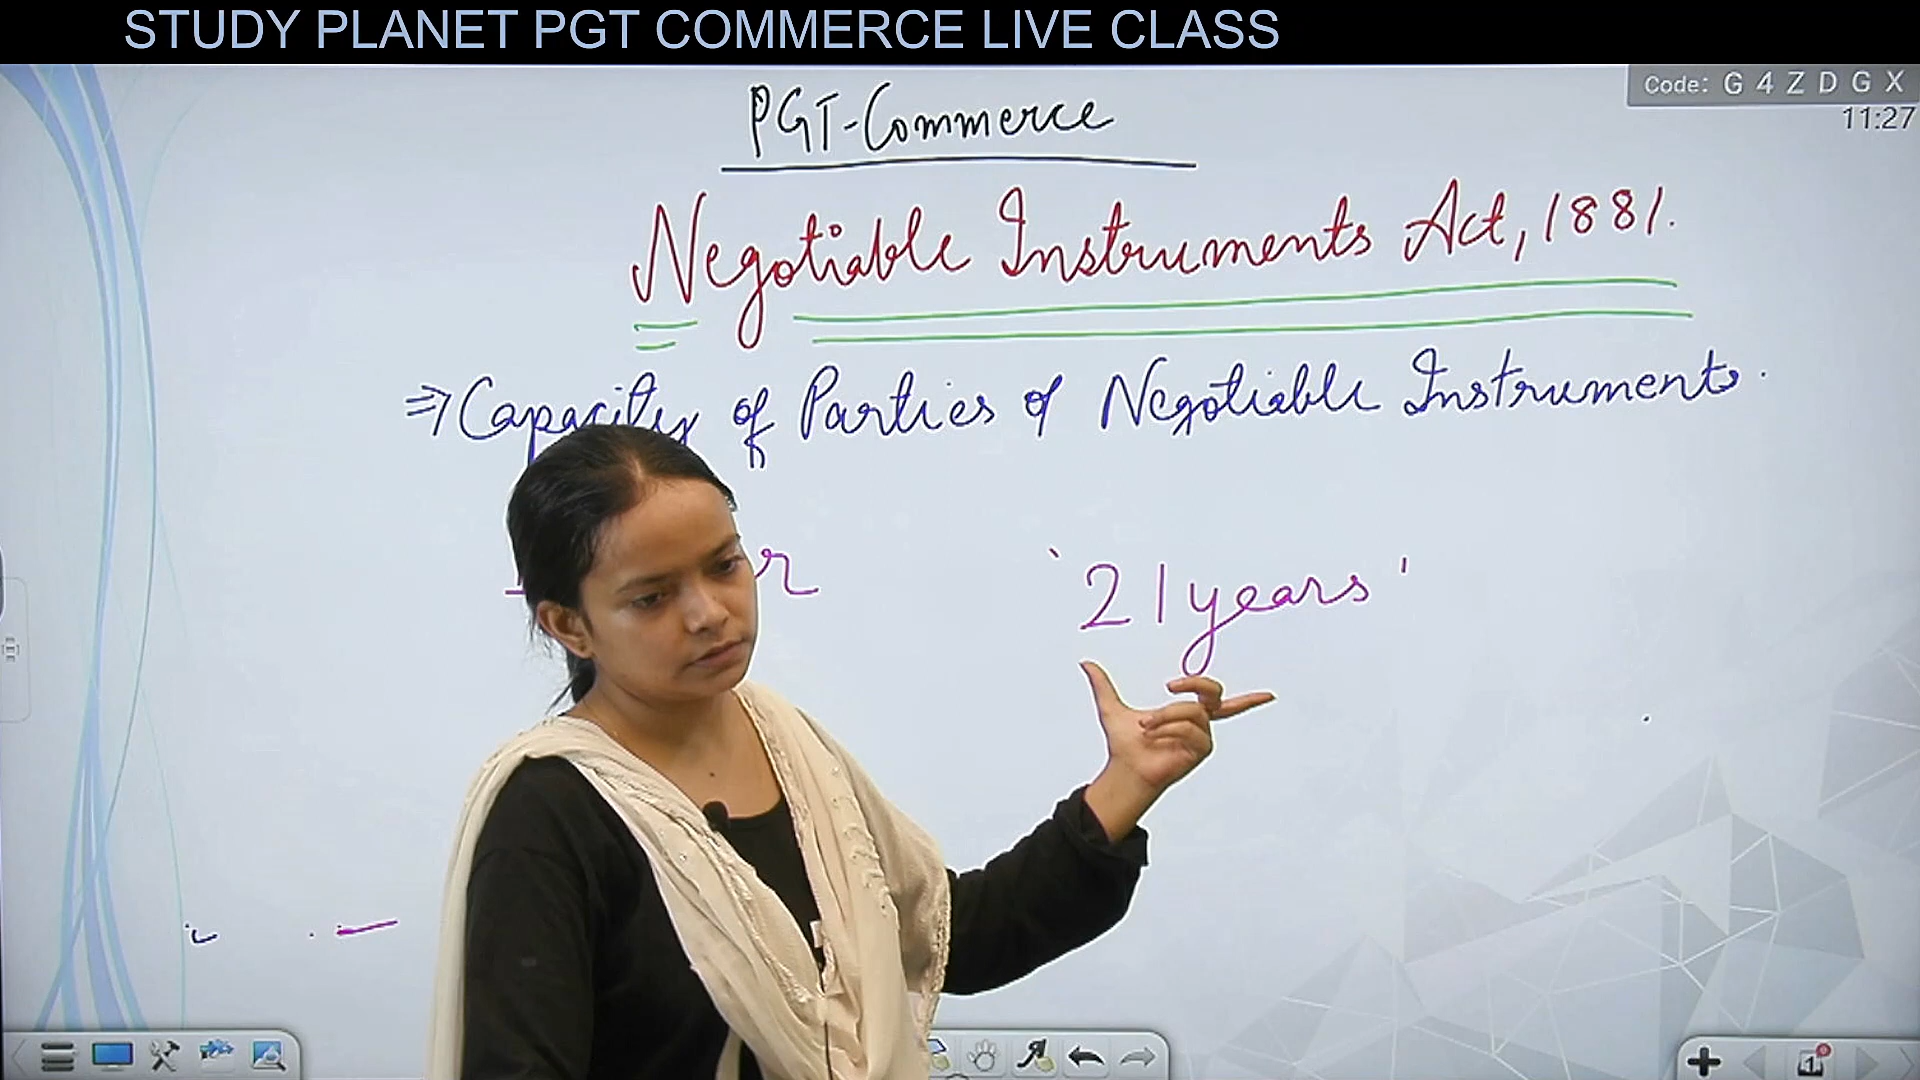 STUDY PLANET PGT COMMERCE LIVE CLASS
Code: G 4 Z D G X
11:27
PGT-Commerce
Negotiable Instruments Act, 1881.
⇒ Capacity of Parties of Negotiable Instruments.
'21 years'
1